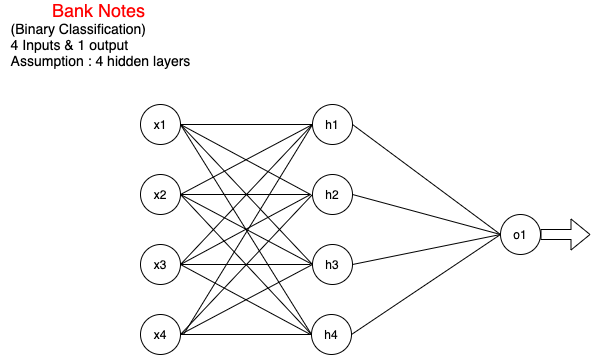 Bank Notes
(Binary Classification)
4 Inputs & 1 output
Assumption : 4 hidden layers
x1
h1
x2
h2
o1
x3
h3
x4
h4